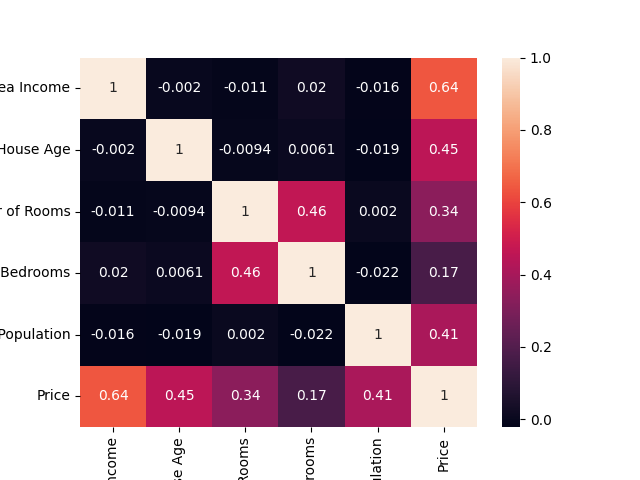 ea Income 1 -0.002 -0.011 0.02 -0.016 0.64 1.0
House Age -0.002 1 -0.0094 0.0061 -0.019 0.45 0.8
r of Rooms -0.011 -0.0094 1 0.46 0.002 0.34 0.6
Bedrooms 0.02 0.0061 0.46 1 -0.022 0.17 0.4
Population -0.016 -0.019 0.002 -0.022 1 0.41 0.2
Price 0.64 0.45 0.34 0.17 0.41 1 0.0
ncome
se Age
Rooms
rooms
ulation
Price